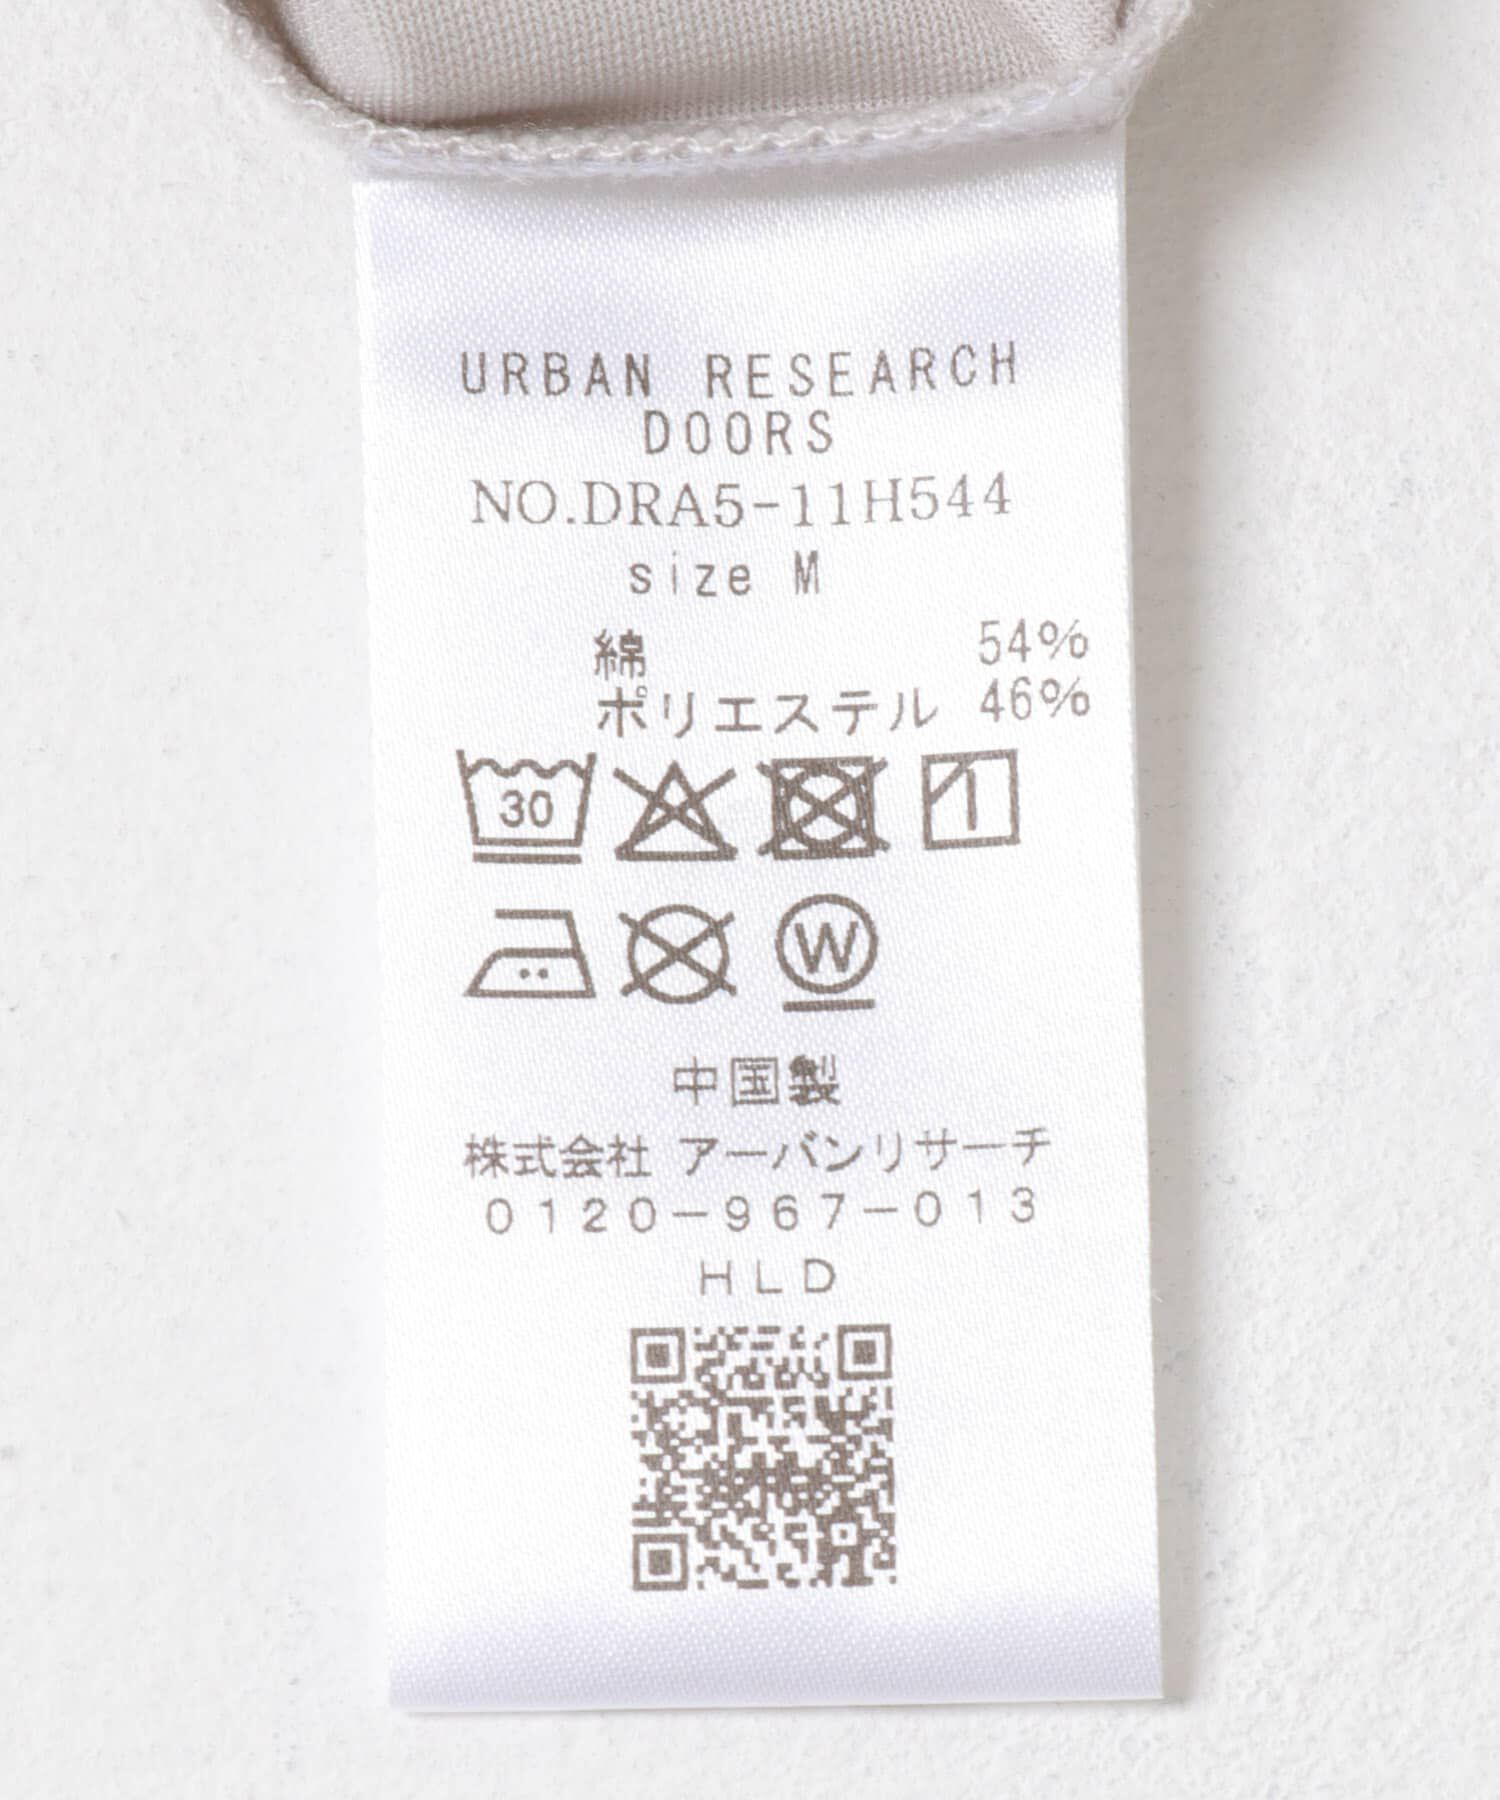 URBAN RESEARCH
DOORS
NO.DRA5-11H544
size M
綿 54%
ポリエステル 46%
30
W
中国製
株式会社 アーバンリサーチ
0120-967-013
HLD